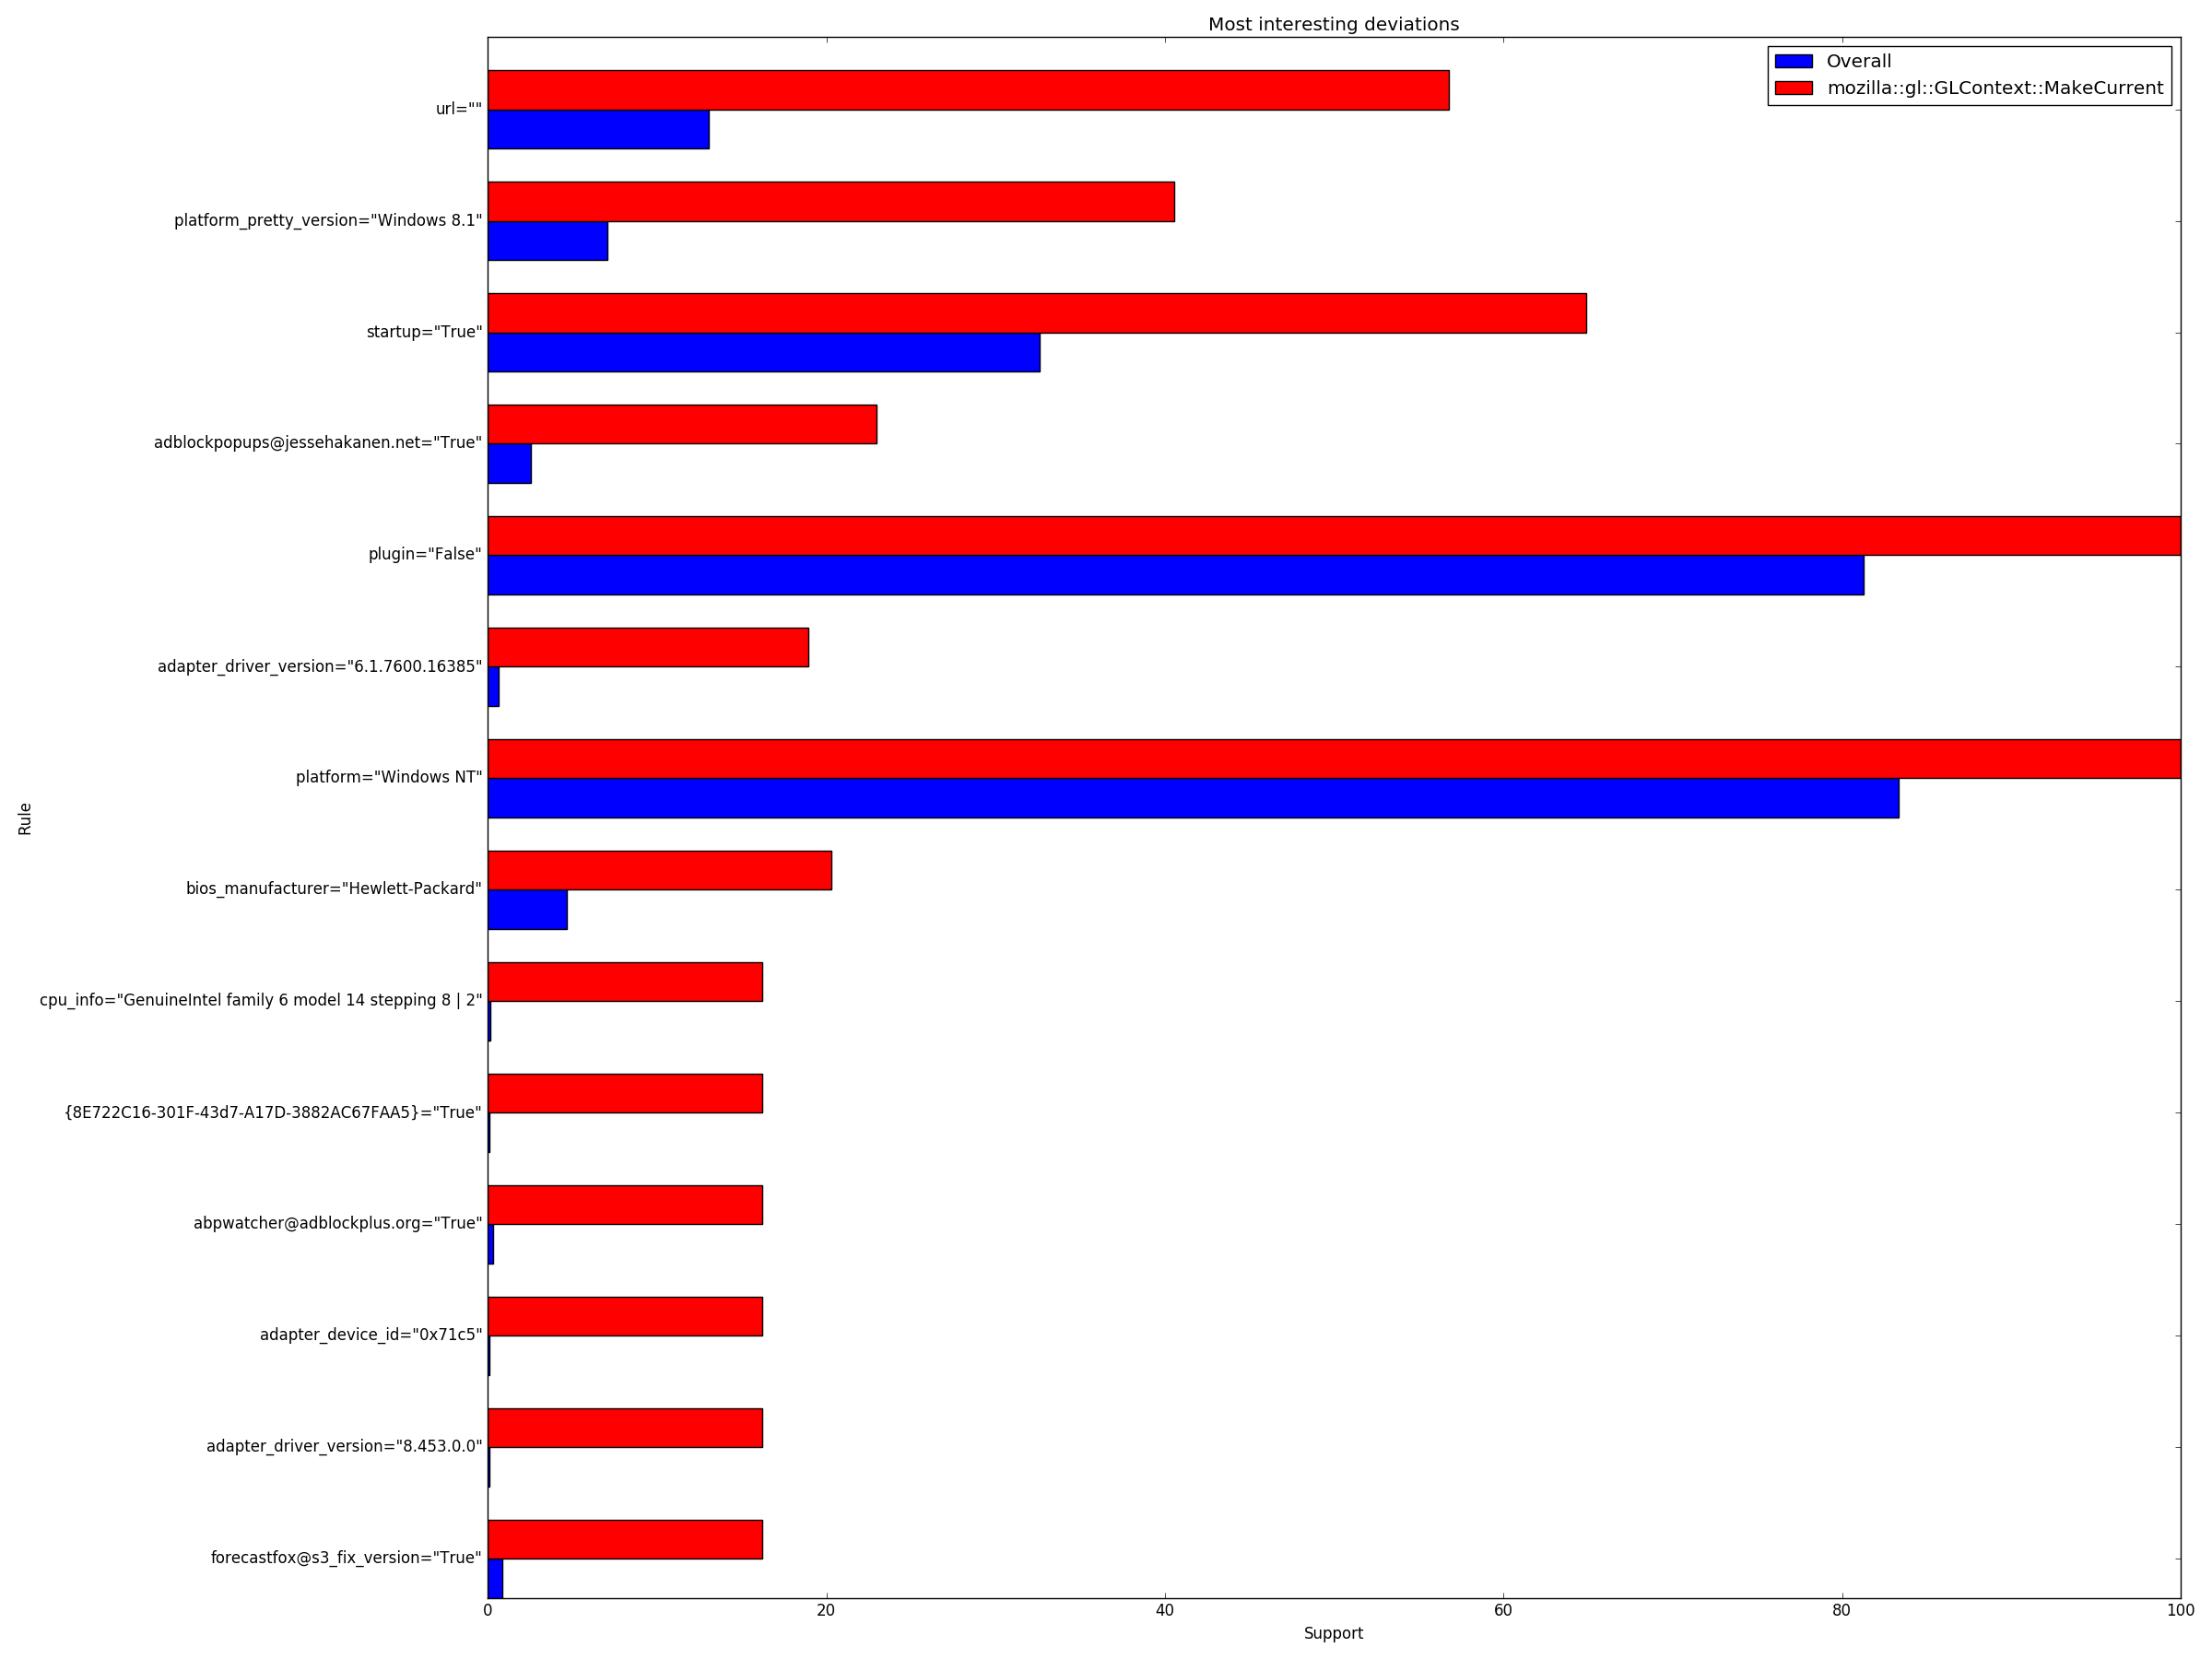 Most interesting deviations
Overall
mozilla::gl::GLContext::MakeCurrent
url=""
platform_pretty_version="Windows 8.1"
startup="True"
adblockpopups@jessehakanen.net="True"
plugin="False"
adapter_driver_version="6.1.7600.16385"
platform="Windows NT"
Rule
bios_manufacturer="Hewlett-Packard"
cpu_info="GenuineIntel family 6 model 14 stepping 8 | 2"
{8E722C16-301F-43d7-A17D-3882AC67FAA5}="True"
abpwatcher@adblockplus.org="True"
adapter_device_id="0x71c5"
adapter_driver_version="8.453.0.0"
forecastfox@s3_fix_version="True"
0 20 40 60 80 100
Support